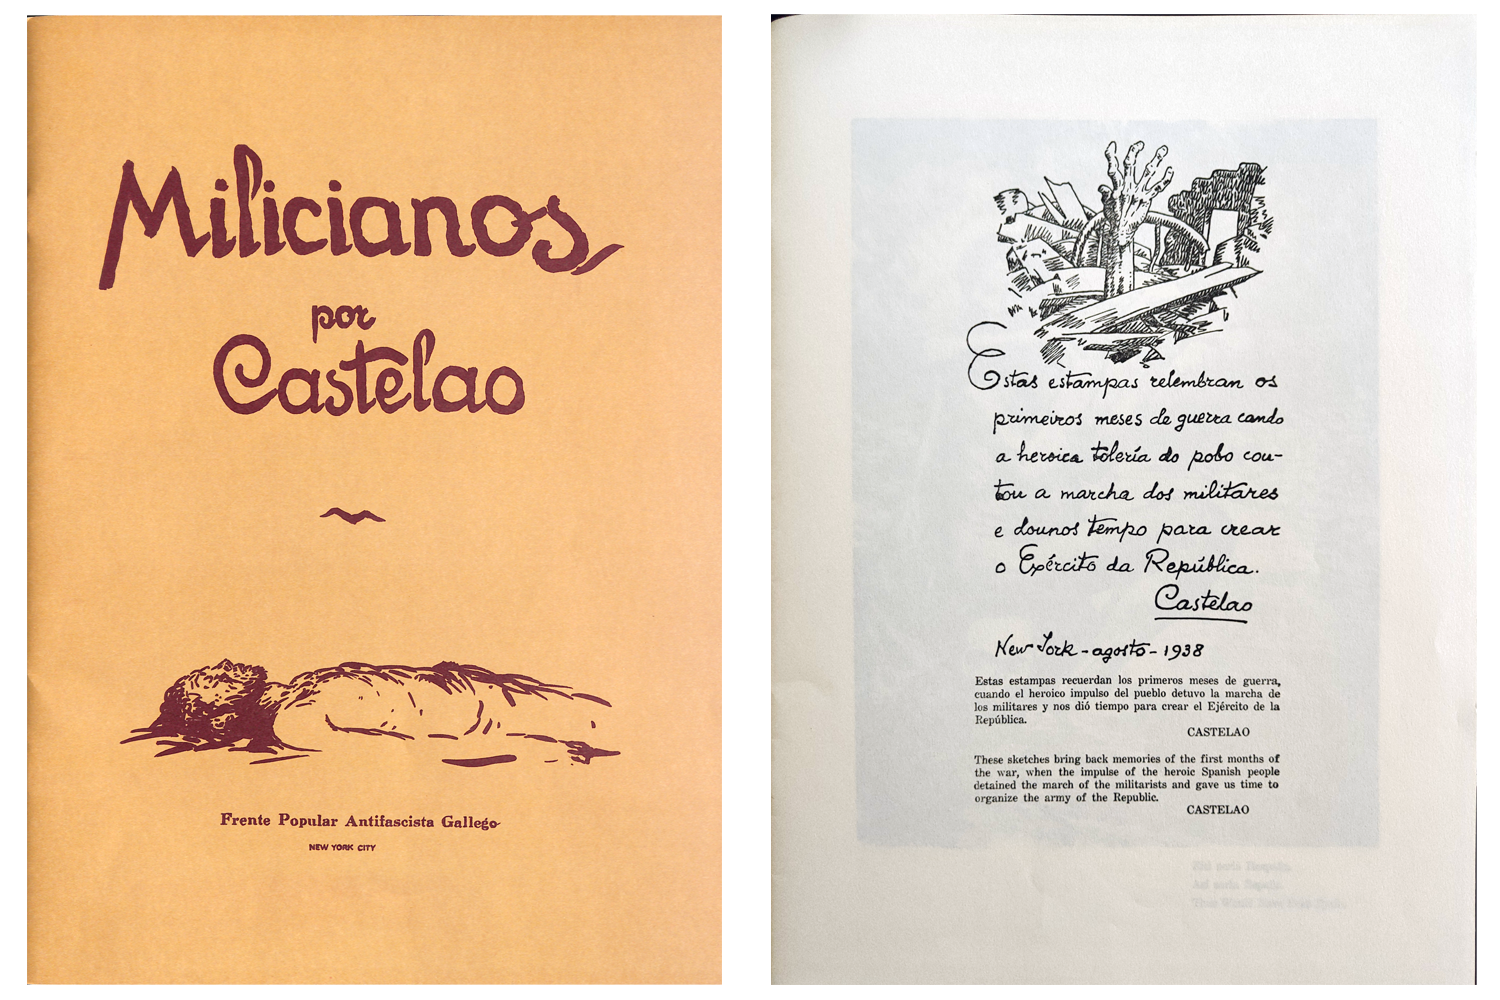 Milicianos
por
Castelao
Frente Popular Antifascista Gallego
NEW YORK CITY
Estas estampas relembran os
primeiros meses de guerra cando
a heroica tolería do pobo cou-
tou a marcha dos militares
e dounos tempo para crear
o Exército da República.
Castelao
New York - agosto - 1938
Estas estampas recuerdan los primeros meses de guerra,
cuando el heroico impulso del pueblo detuvo la marcha de
los militares y nos dió tiempo para crear el Ejército de la
República.
CASTELAO
These sketches bring back memories of the first months of
the war, when the impulse of the heroic Spanish people
detained the march of the militarists and gave us time to
organize the army of the Republic.
CASTELAO